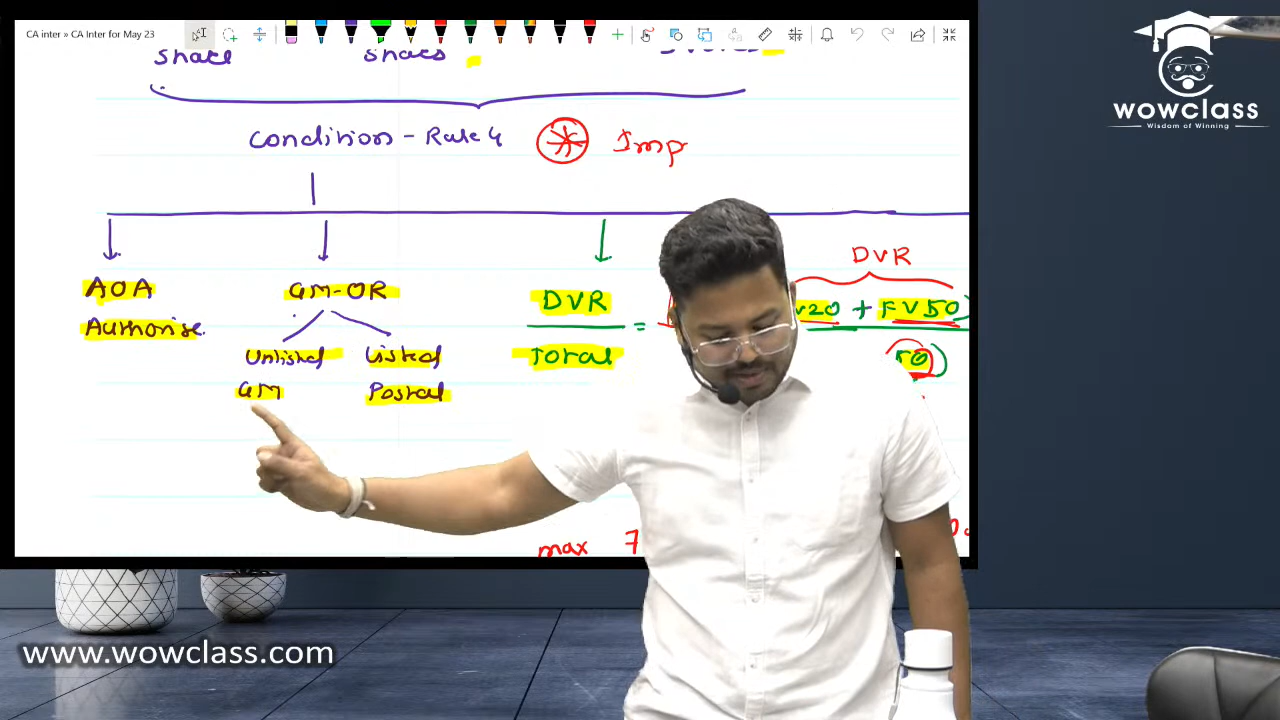 CA inter » CA Inter for May 23
share
shares
Condition - Rule 4 Imp
DVR
AOA
Authorise
GM-OR
Unlisted
GM
Listed
Postal
DVR
Total
=
+ FV50
max 7
wowclass
Wisdom of Winning
www.wowclass.com